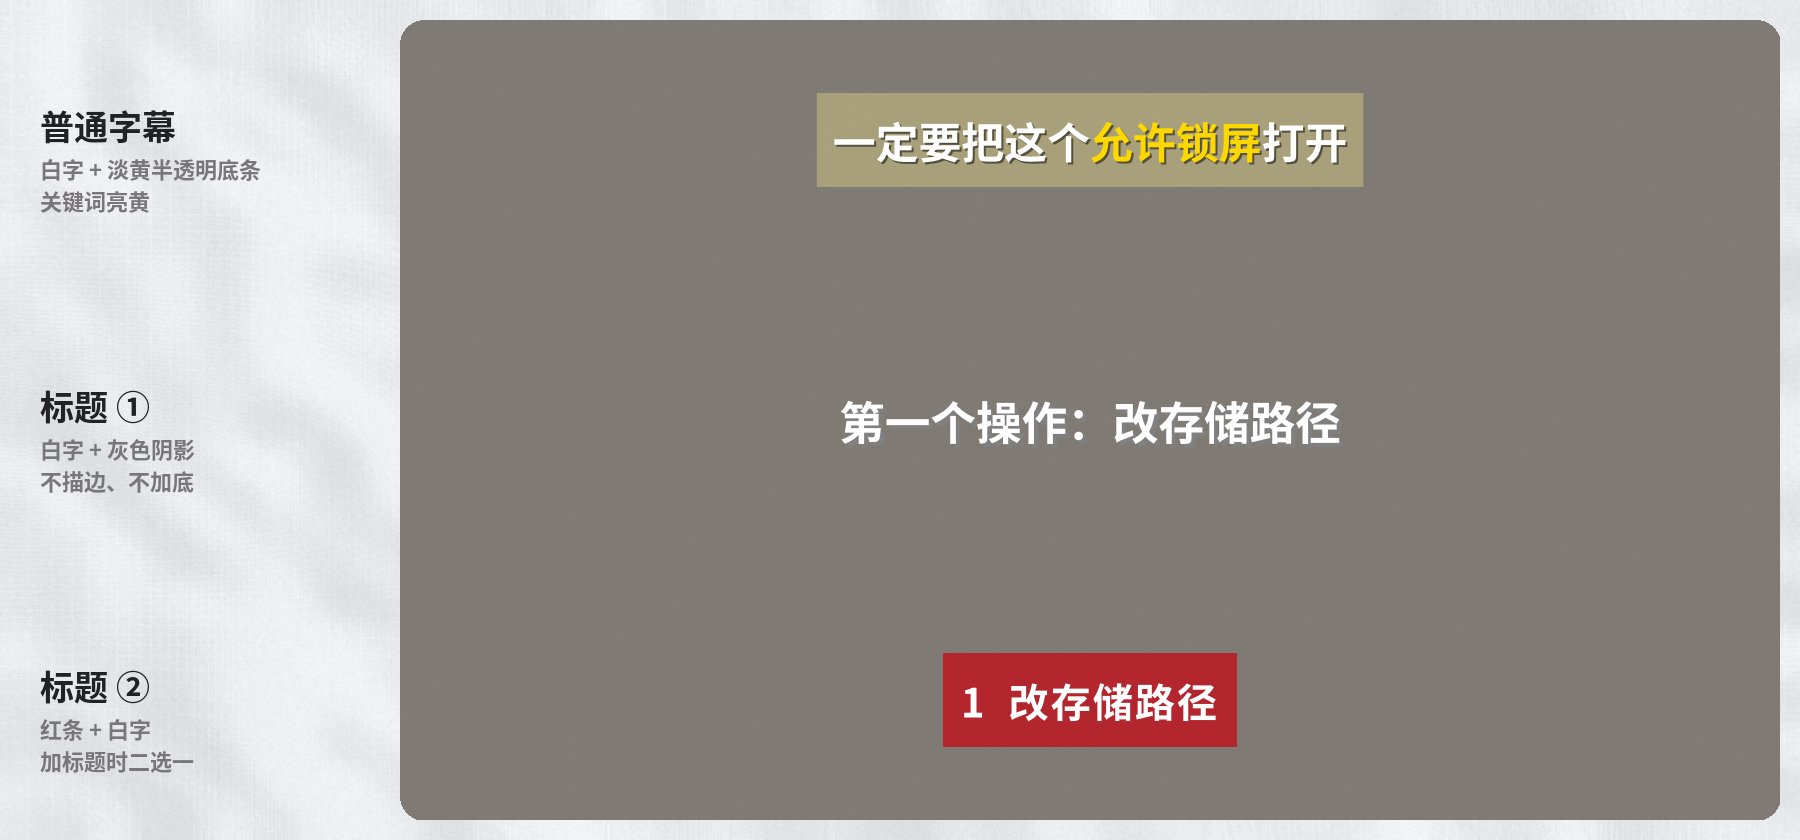 普通字幕
白字 + 淡黄半透明底条
关键词亮黄
一定要把这个允许锁屏打开
标题 ①
白字 + 灰色阴影
不描边、不加底
第一个操作：改存储路径
标题 ②
红条 + 白字
加标题时二选一
1 改存储路径